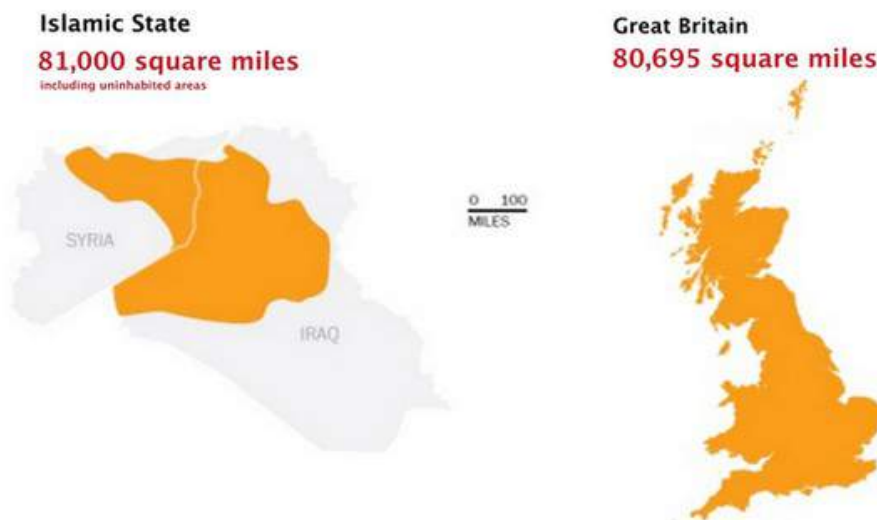 Islamic State
81,000 square miles
including uninhabited areas
Great Britain
80,695 square miles
0 100
MILES
SYRIA
IRAQ